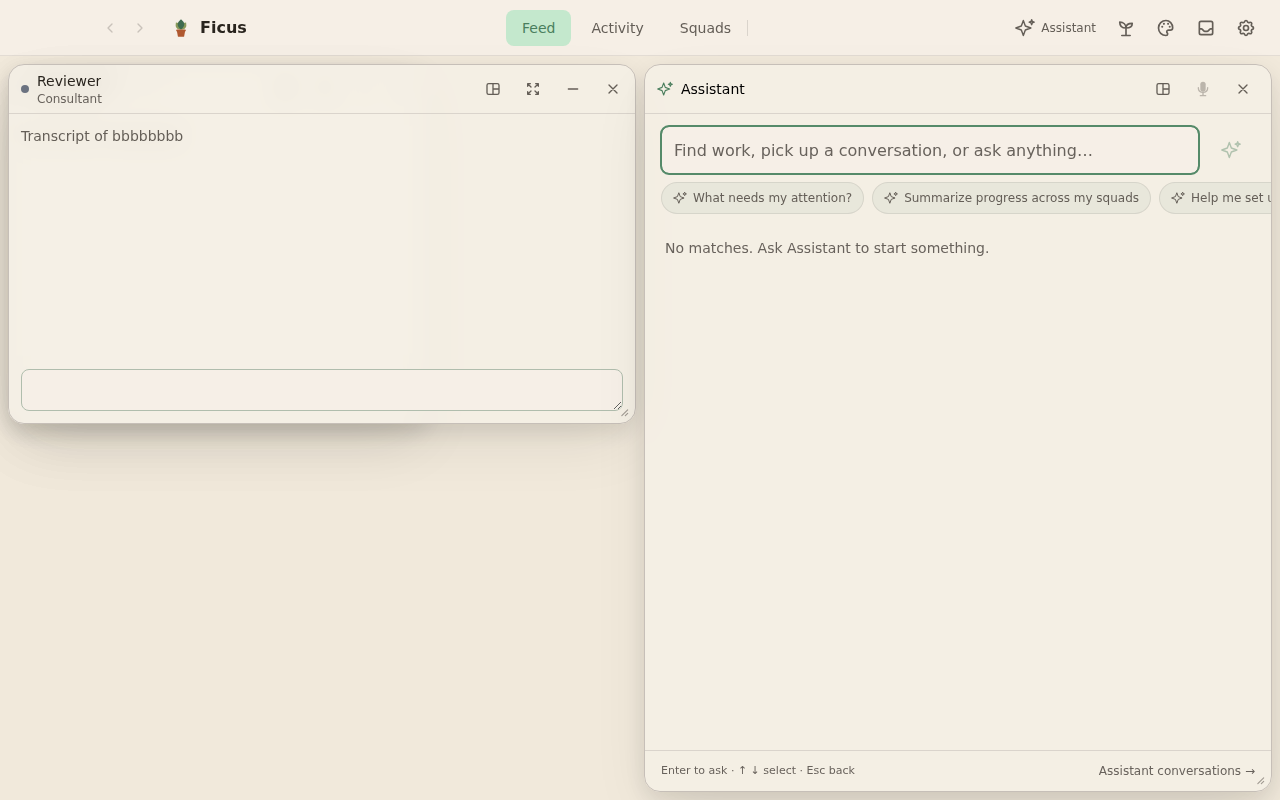 Ficus
Feed
Activity
Squads
Assistant
Reviewer
Consultant
Transcript of bbbbbbbb
Assistant
Find work, pick up a conversation, or ask anything…
What needs my attention?
Summarize progress across my squads
Help me set u
No matches. Ask Assistant to start something.
Enter to ask · ↑ ↓ select · Esc back
Assistant conversations →